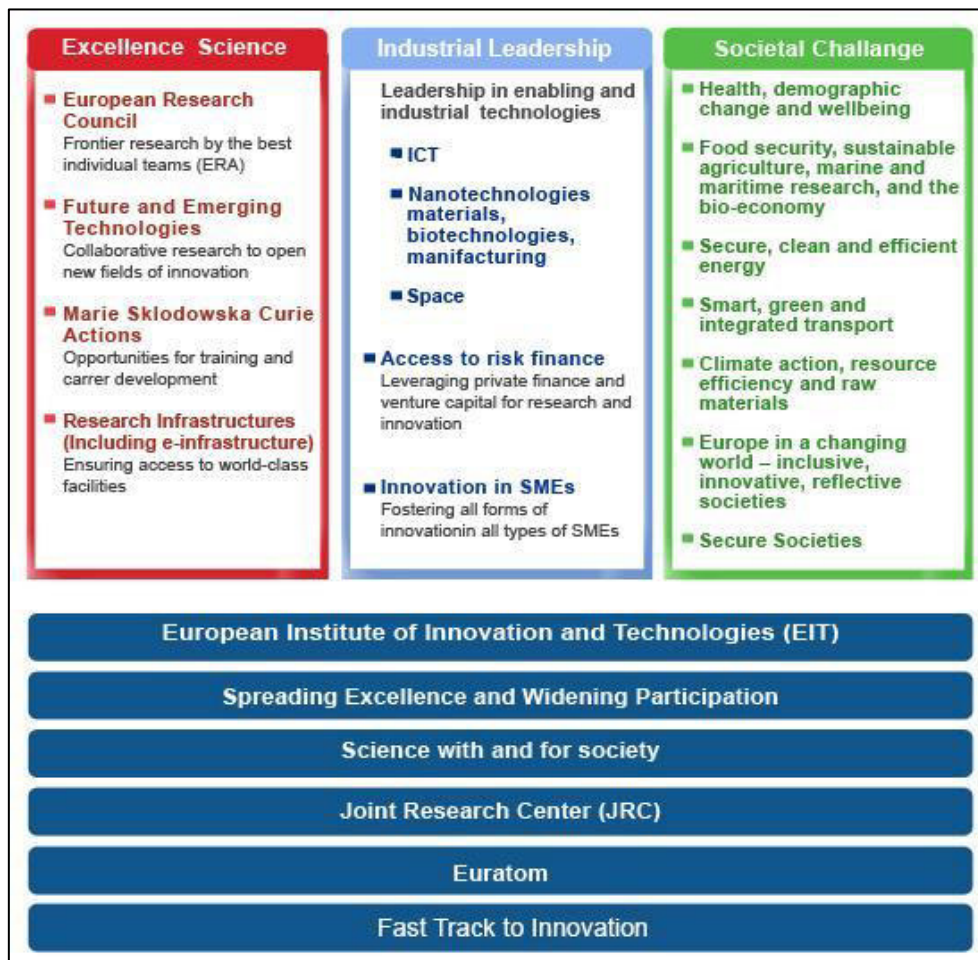 Excellence Science
European Research
Council
Frontier research by the best
individual teams (ERA)
Future and Emerging
Technologies
Collaborative research to open
new fields of innovation
Marie Sklodowska Curie
Actions
Opportunities for training and
carrer development
Research Infrastructures
(Including e-infrastructure)
Ensuring access to world-class
facilities
Industrial Leadership
Leadership in enabling and
industrial technologies
ICT
Nanotechnologies
materials,
biotechnologies,
manifacturing
Space
Access to risk finance
Leveraging private finance and
venture capital for research and
innovation
Innovation in SMEs
Fostering all forms of
innovationin all types of SMEs
Societal Challange
Health, demographic
change and wellbeing
Food security, sustainable
agriculture, marine and
maritime research, and the
bio-economy
Secure, clean and efficient
energy
Smart, green and
integrated transport
Climate action, resource
efficiency and raw
materials
Europe in a changing
world – inclusive,
innovative, reflective
societies
Secure Societies
European Institute of Innovation and Technologies (EIT)
Spreading Excellence and Widening Participation
Science with and for society
Joint Research Center (JRC)
Euratom
Fast Track to Innovation